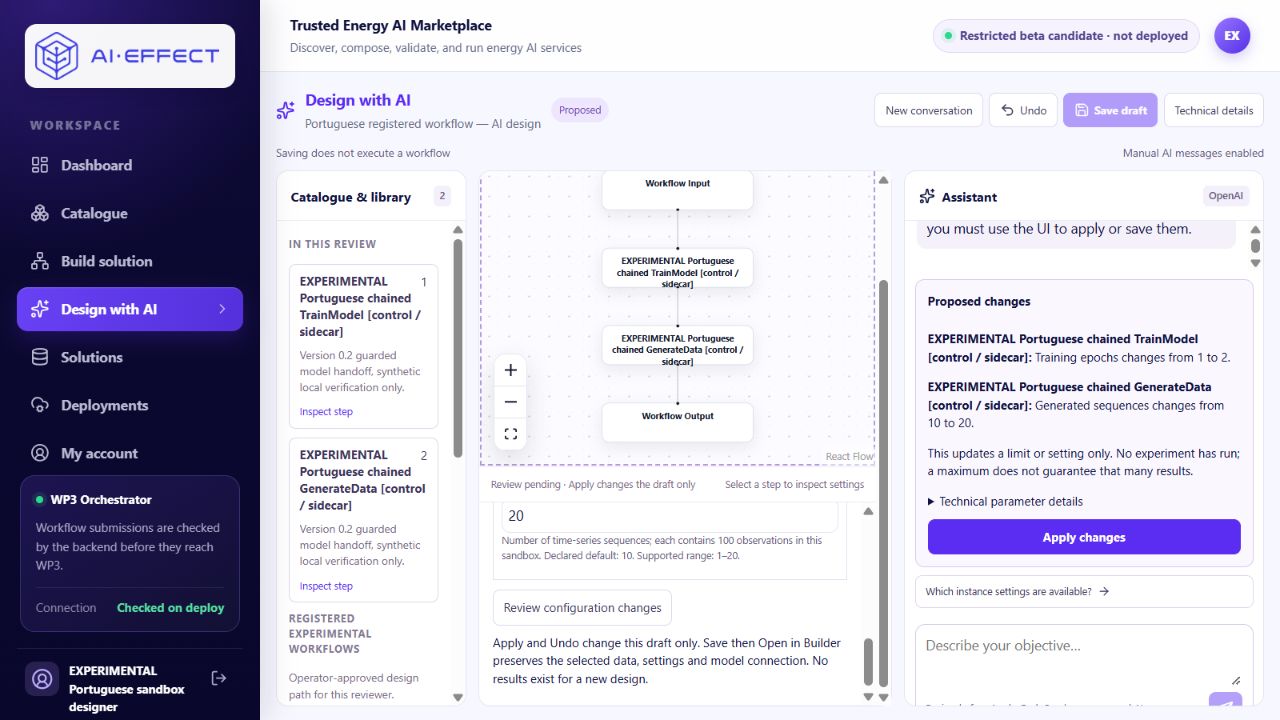 AI·EFFECT
WORKSPACE
Dashboard
Catalogue
Build solution
Design with AI
Solutions
Deployments
My account
WP3 Orchestrator
Workflow submissions are checked
by the backend before they reach
WP3.
Connection
Checked on deploy
EXPERIMENTAL
Portuguese sandbox
designer
Trusted Energy AI Marketplace
Discover, compose, validate, and run energy AI services
Restricted beta candidate · not deployed
EX
Design with AI
Portuguese registered workflow — AI design
Proposed
New conversation
Undo
Save draft
Technical details
Saving does not execute a workflow
Manual AI messages enabled
Catalogue & library
2
IN THIS REVIEW
EXPERIMENTAL 1
Portuguese chained
TrainModel [control /
sidecar]
Version 0.2 guarded
model handoff, synthetic
local verification only.
Inspect step
EXPERIMENTAL 2
Portuguese chained
GenerateData [control
/ sidecar]
Version 0.2 guarded
model handoff, synthetic
local verification only.
Inspect step
REGISTERED
EXPERIMENTAL
WORKFLOWS
Operator-approved design
path for this reviewer.
Workflow Input
EXPERIMENTAL Portuguese
chained TrainModel [control /
sidecar]
EXPERIMENTAL Portuguese
chained GenerateData [control /
sidecar]
Workflow Output
React Flow
Review pending · Apply changes the draft only
Select a step to inspect settings
20
Number of time-series sequences; each contains 100 observations in this
sandbox. Declared default: 10. Supported range: 1–20.
Review configuration changes
Apply and Undo change this draft only. Save then Open in Builder
preserves the selected data, settings and model connection. No
results exist for a new design.
Assistant
OpenAI
you must use the UI to apply or save them.
Proposed changes
EXPERIMENTAL Portuguese chained TrainModel
[control / sidecar]: Training epochs changes from 1 to 2.
EXPERIMENTAL Portuguese chained GenerateData
[control / sidecar]: Generated sequences changes from
10 to 20.
This updates a limit or setting only. No experiment has run;
a maximum does not guarantee that many results.
Technical parameter details
Apply changes
Which instance settings are available?
Describe your objective...